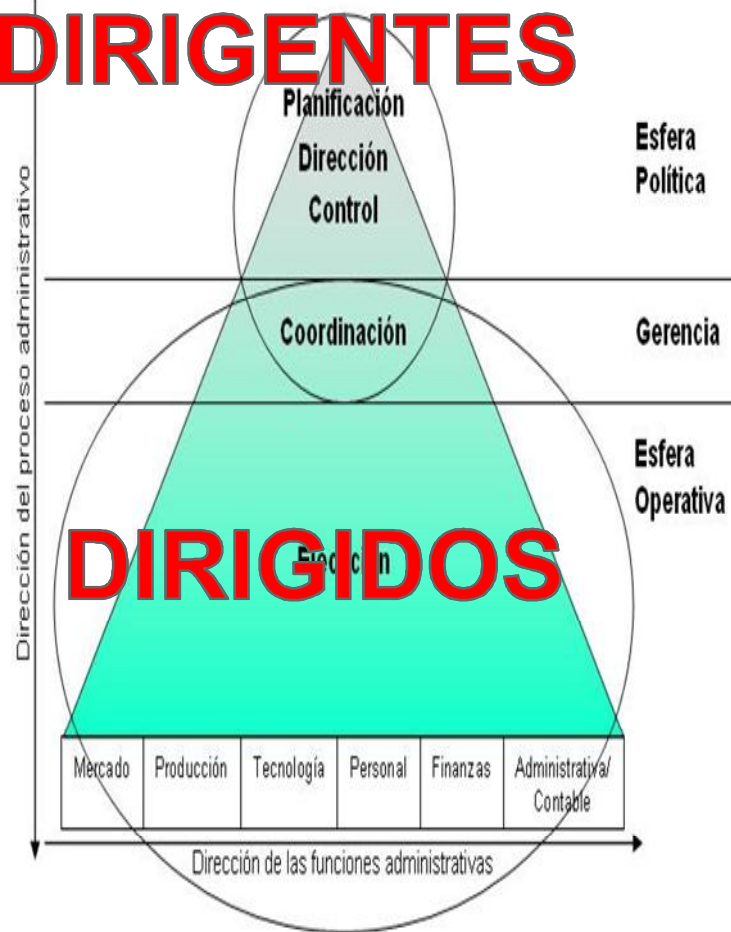 DIRIGENTES
Planificación
Dirección
Control
Esfera
Política
Coordinación
Gerencia
Esfera
Operativa
DIRIGIDOS
Mercado
Producción
Tecnología
Personal
Finanzas
Administrativa/
Contable
Dirección de las funciones administrativas
Dirección del proceso administrativo